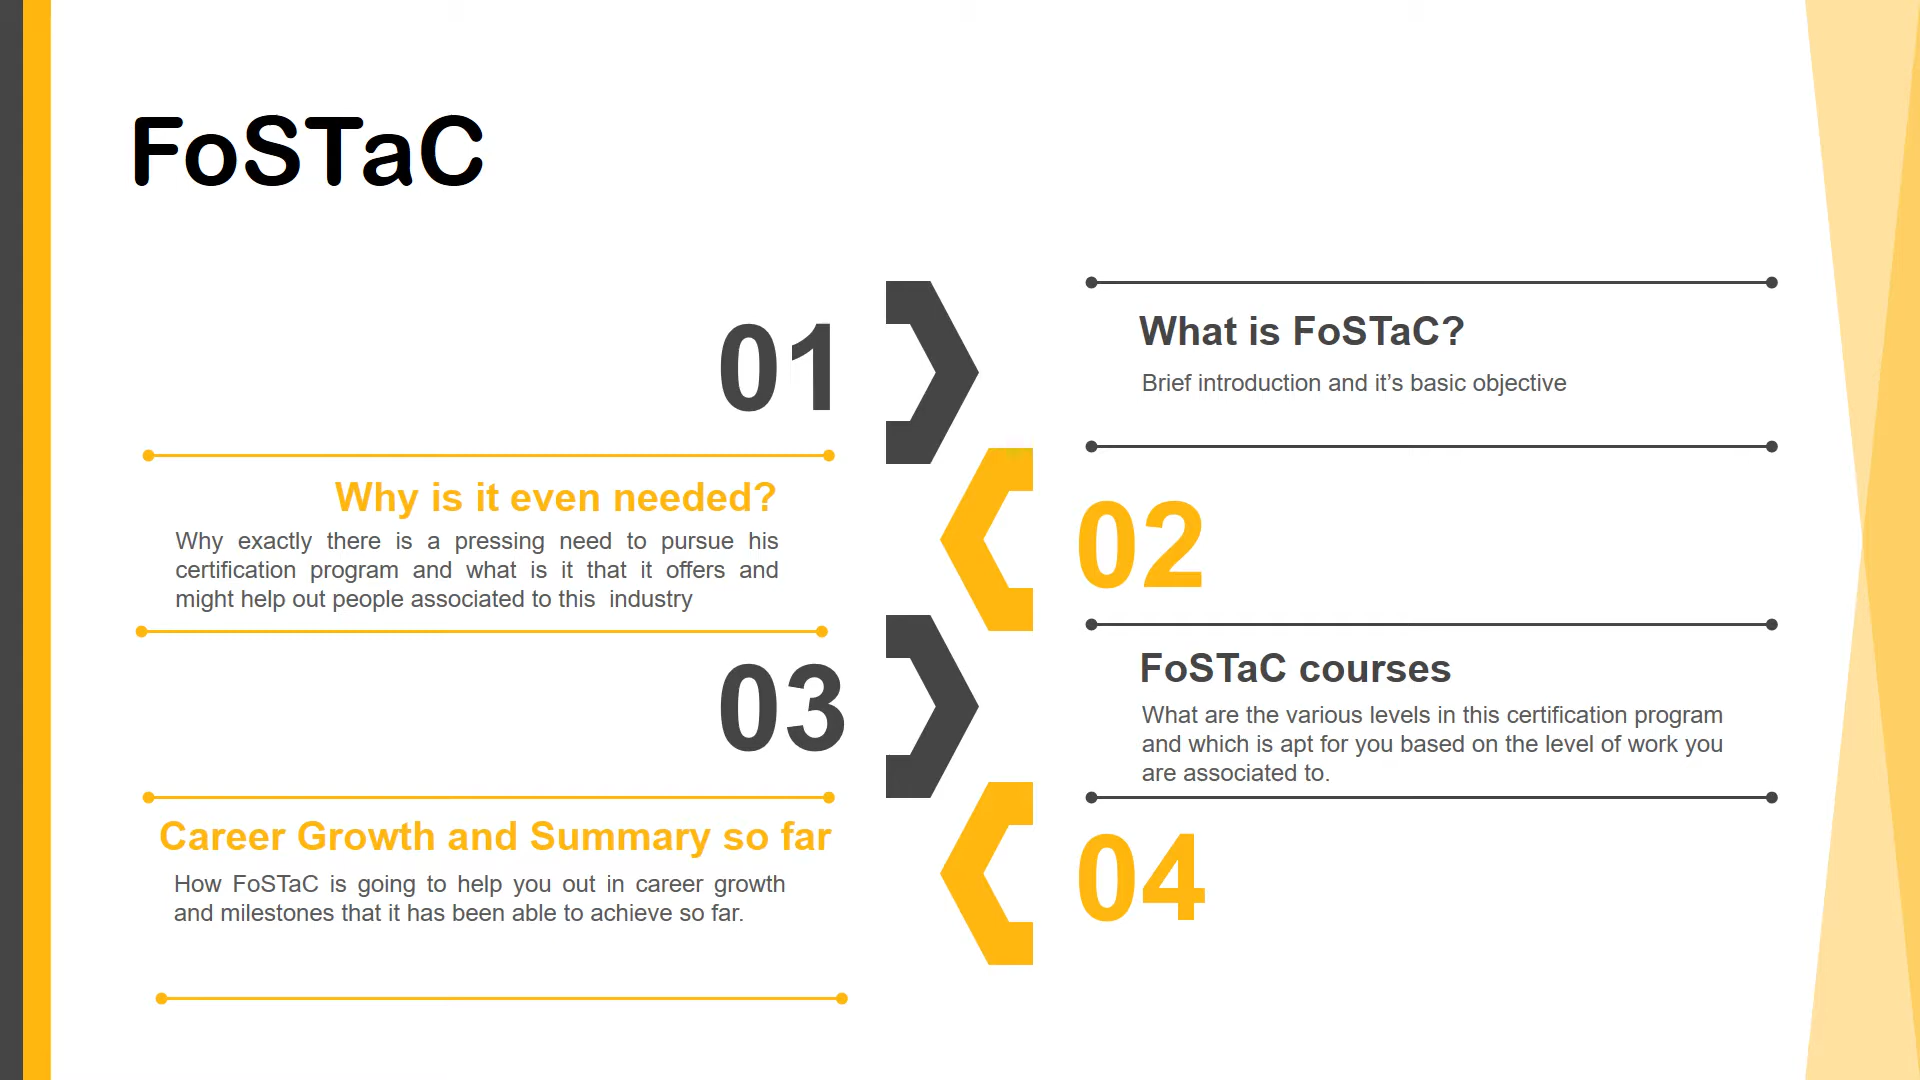 FoSTaC
01
What is FoSTaC?
Brief introduction and it’s basic objective
Why is it even needed?
Why exactly there is a pressing need to pursue his
certification program and what is it that it offers and
might help out people associated to this industry
02
03
FoSTaC courses
What are the various levels in this certification program
and which is apt for you based on the level of work you
are associated to.
Career Growth and Summary so far
How FoSTaC is going to help you out in career growth
and milestones that it has been able to achieve so far.
04